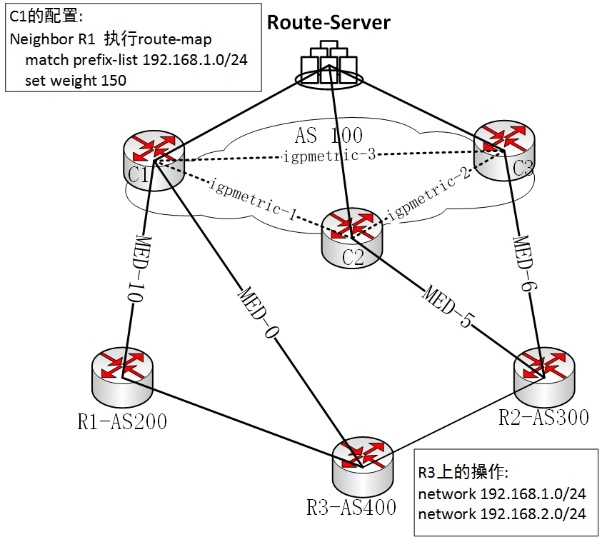 C1的配置:
Neighbor R1 执行route-map
match prefix-list 192.168.1.0/24
set weight 150
Route-Server
AS 100
C1
igpmetric-3
C3
igpmetric-1
igpmetric-2
C2
MED-10
MED-0
MED-5
MED-6
R1-AS200
R2-AS300
R3-AS400
R3上的操作:
network 192.168.1.0/24
network 192.168.2.0/24